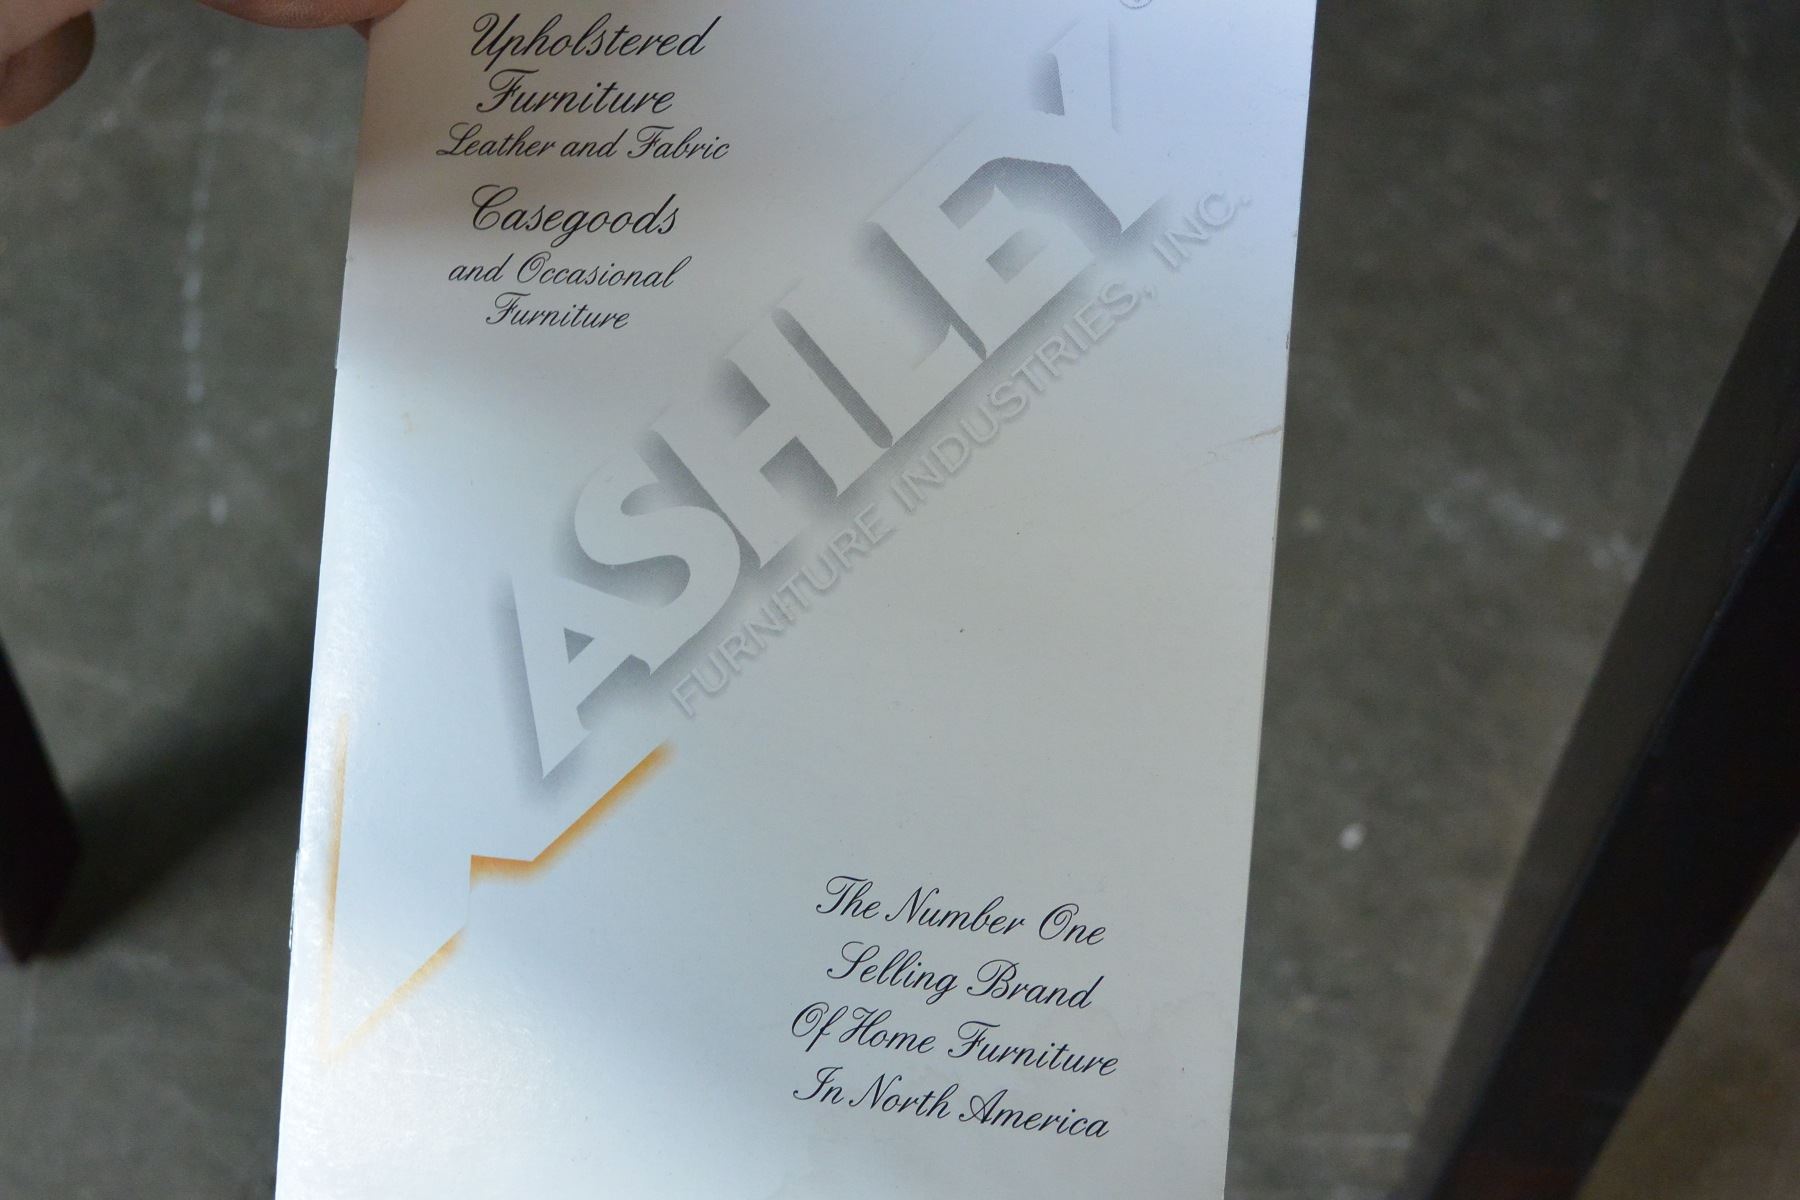 Upholstered
Furniture
Leather and Fabric
Casegoods
and Occasional
Furniture
ASHLEY®
FURNITURE INDUSTRIES, INC.
The Number One
Selling Brand
Of Home Furniture
In North America